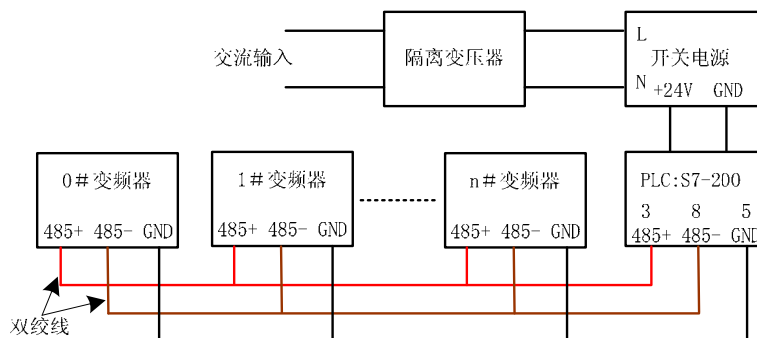 交流输入
隔离变压器
L
开关电源
N
+24V GND
0#变频器
485+ 485- GND
1#变频器
485+ 485- GND
n#变频器
485+ 485- GND
PLC:S7-200
3 8 5
485+ 485- GND
双绞线